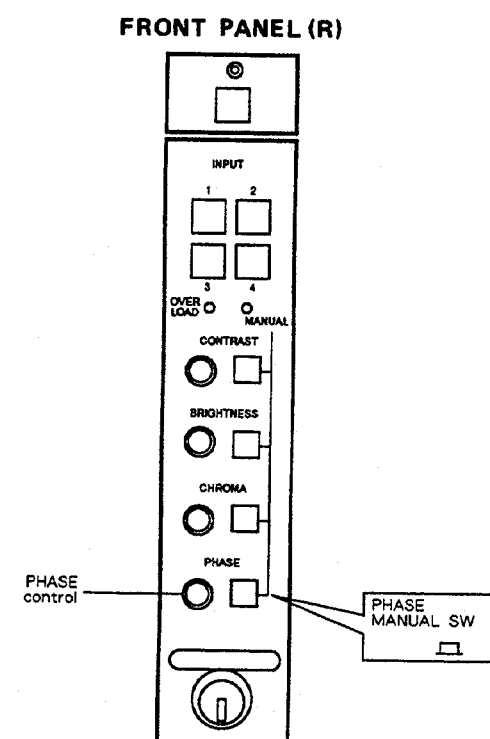 FRONT PANEL (R)
INPUT
1 2
3 4
OVER
LOAD
MANUAL
CONTRAST
BRIGHTNESS
CHROMA
PHASE
PHASE
control
PHASE
MANUAL SW